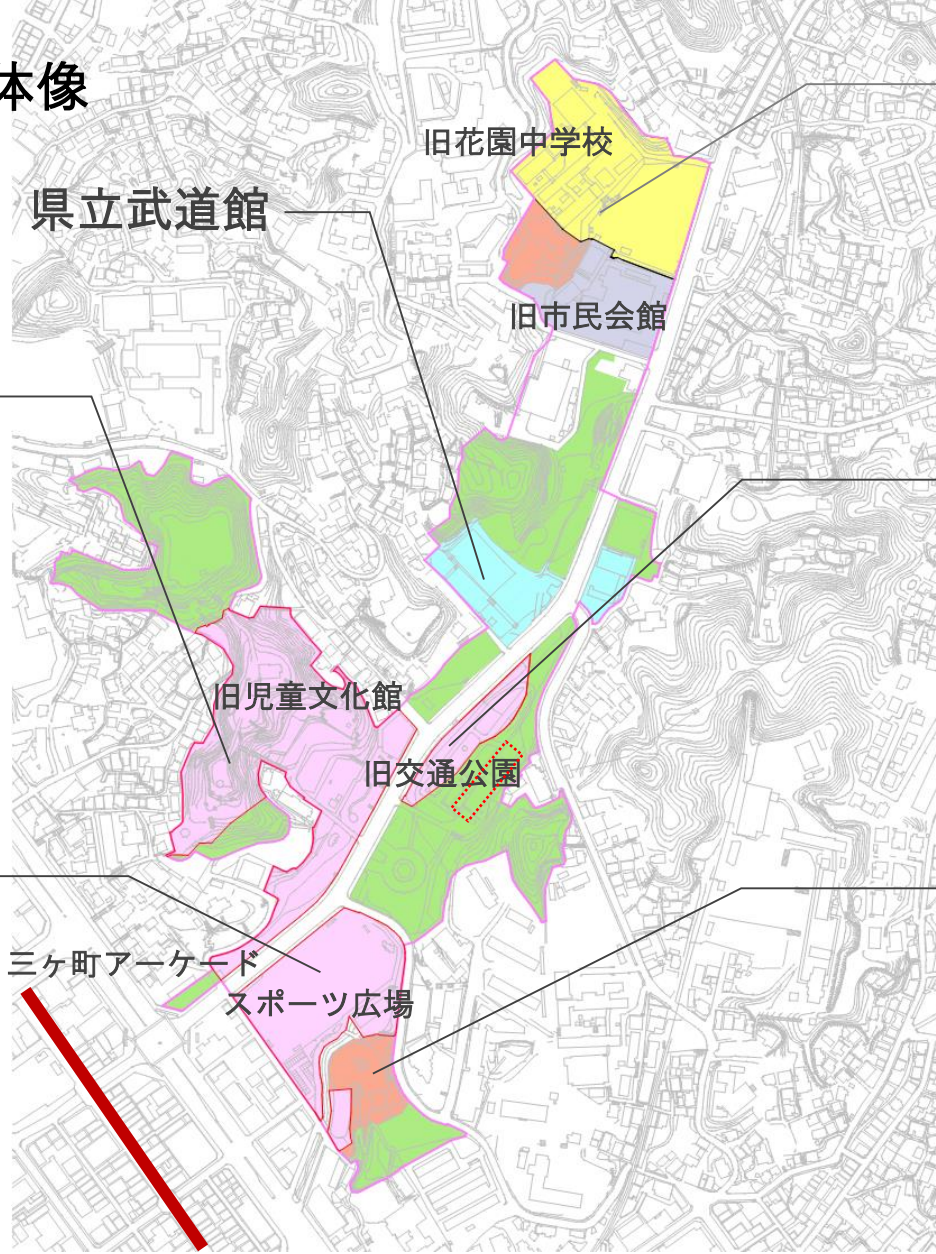 体像
旧花園中学校
県立武道館
旧市民会館
旧児童文化館
旧交通公園
三ヶ町アーケード
スポーツ広場